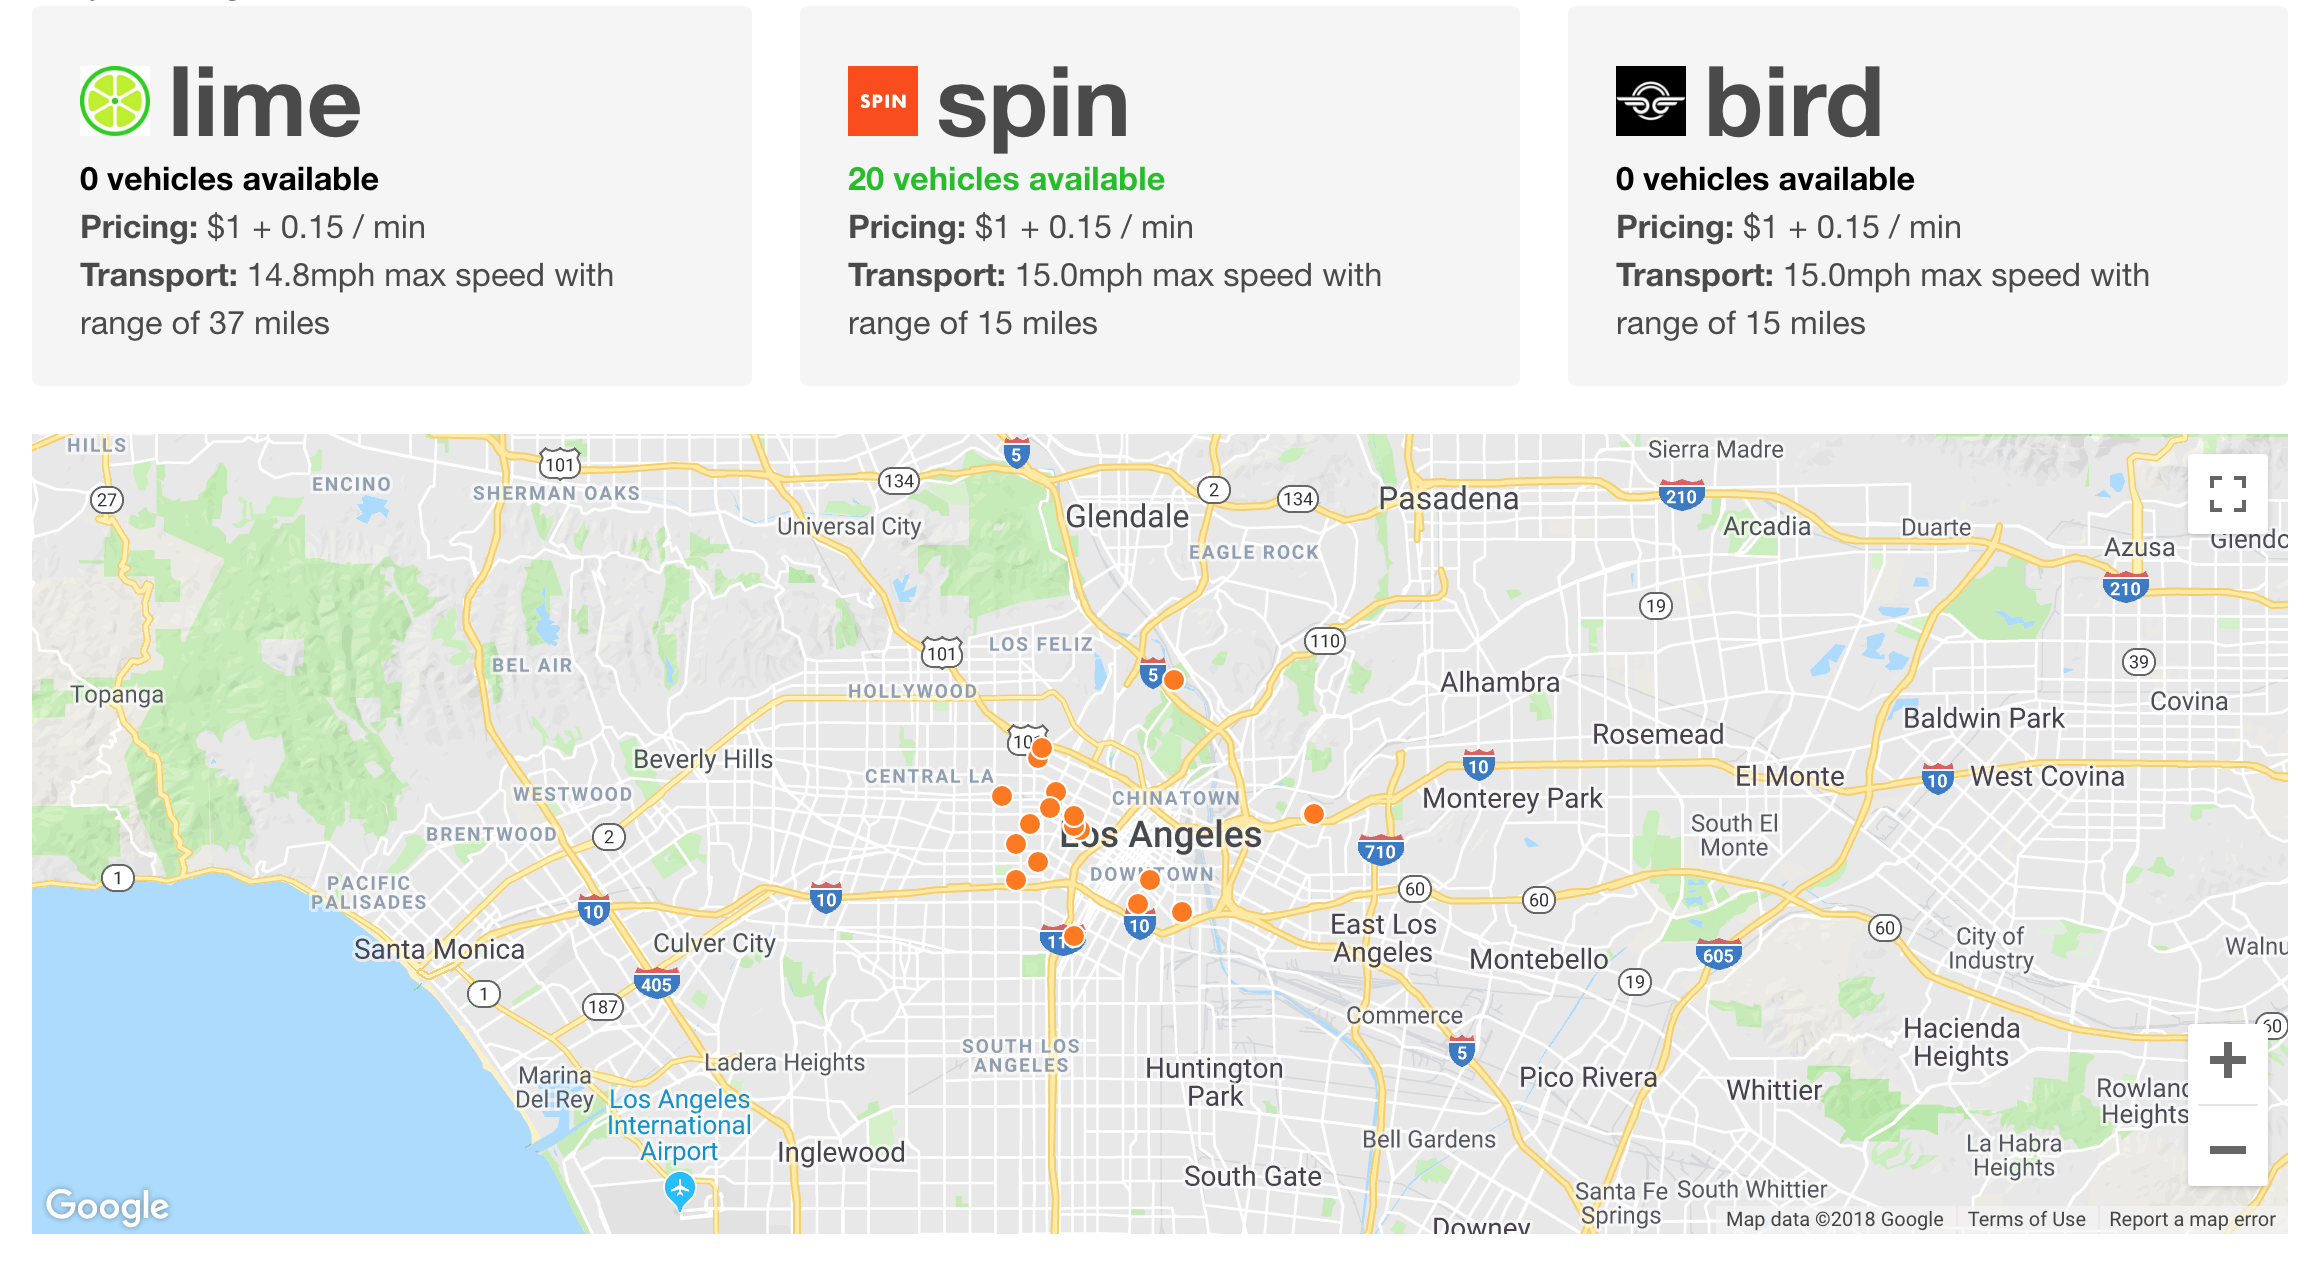 lime
0 vehicles available
Pricing: $1 + 0.15 / min
Transport: 14.8mph max speed with
range of 37 miles
SPIN
spin
20 vehicles available
Pricing: $1 + 0.15 / min
Transport: 15.0mph max speed with
range of 15 miles
bird
0 vehicles available
Pricing: $1 + 0.15 / min
Transport: 15.0mph max speed with
range of 15 miles
HILLS
5
Sierra Madre
101
134
ENCINO
SHERMAN OAKS
27
2
134
Pasadena
210
Universal City
Glendale
Arcadia
Duarte
EAGLE ROCK
Azusa
210
19
110
LOS FELIZ
101
BEL AIR
5
39
Topanga
HOLLYWOOD
Alhambra
Covina
Baldwin Park
Rosemead
Beverly Hills
10
CENTRAL LA
El Monte
10
West Covina
WESTWOOD
CHINATOWN
Monterey Park
BRENTWOOD
2
Los Angeles
South El
Monte
710
1
DOWNTOWN
PACIFIC
PALISADES
10
10
60
60
Santa Monica
Culver City
10
East Los
Angeles
Montebello
605
60
City of
Industry
405
1
187
19
Commerce
60
SOUTH LOS
ANGELES
Hacienda
Heights
5
Ladera Heights
Huntington
Park
Pico Rivera
Whittier
Marina
Del Rey
Los Angeles
International
Airport
Heights
Inglewood
Bell Gardens
La Habra
Heights
South Gate
Santa Fe
Springs
South Whittier
Google
Downey
Map data ©2018 Google
Terms of Use
Report a map error